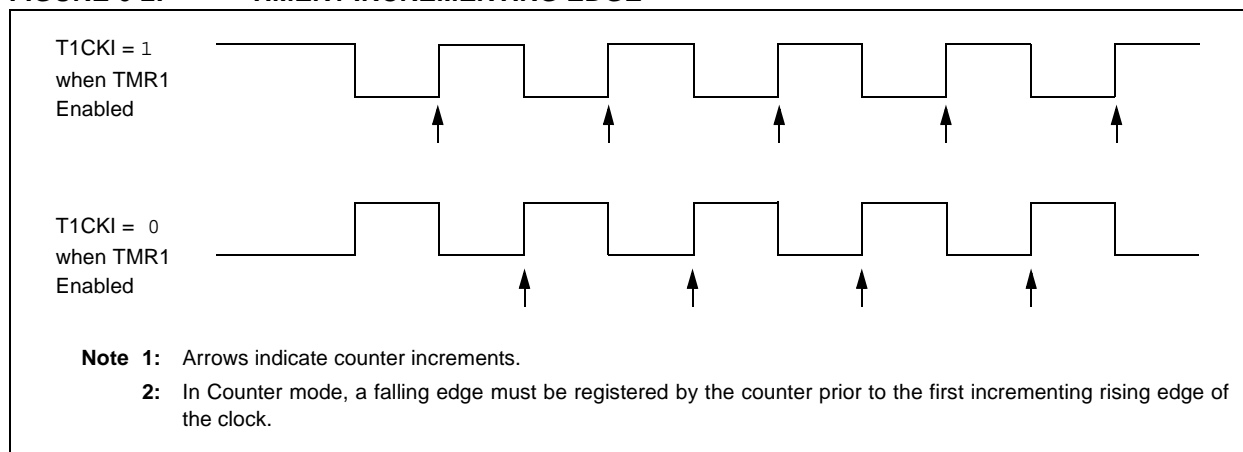 T1CKI = 1
when TMR1
Enabled
T1CKI = 0
when TMR1
Enabled
Note 1: Arrows indicate counter increments.
2: In Counter mode, a falling edge must be registered by the counter prior to the first incrementing rising edge of
the clock.